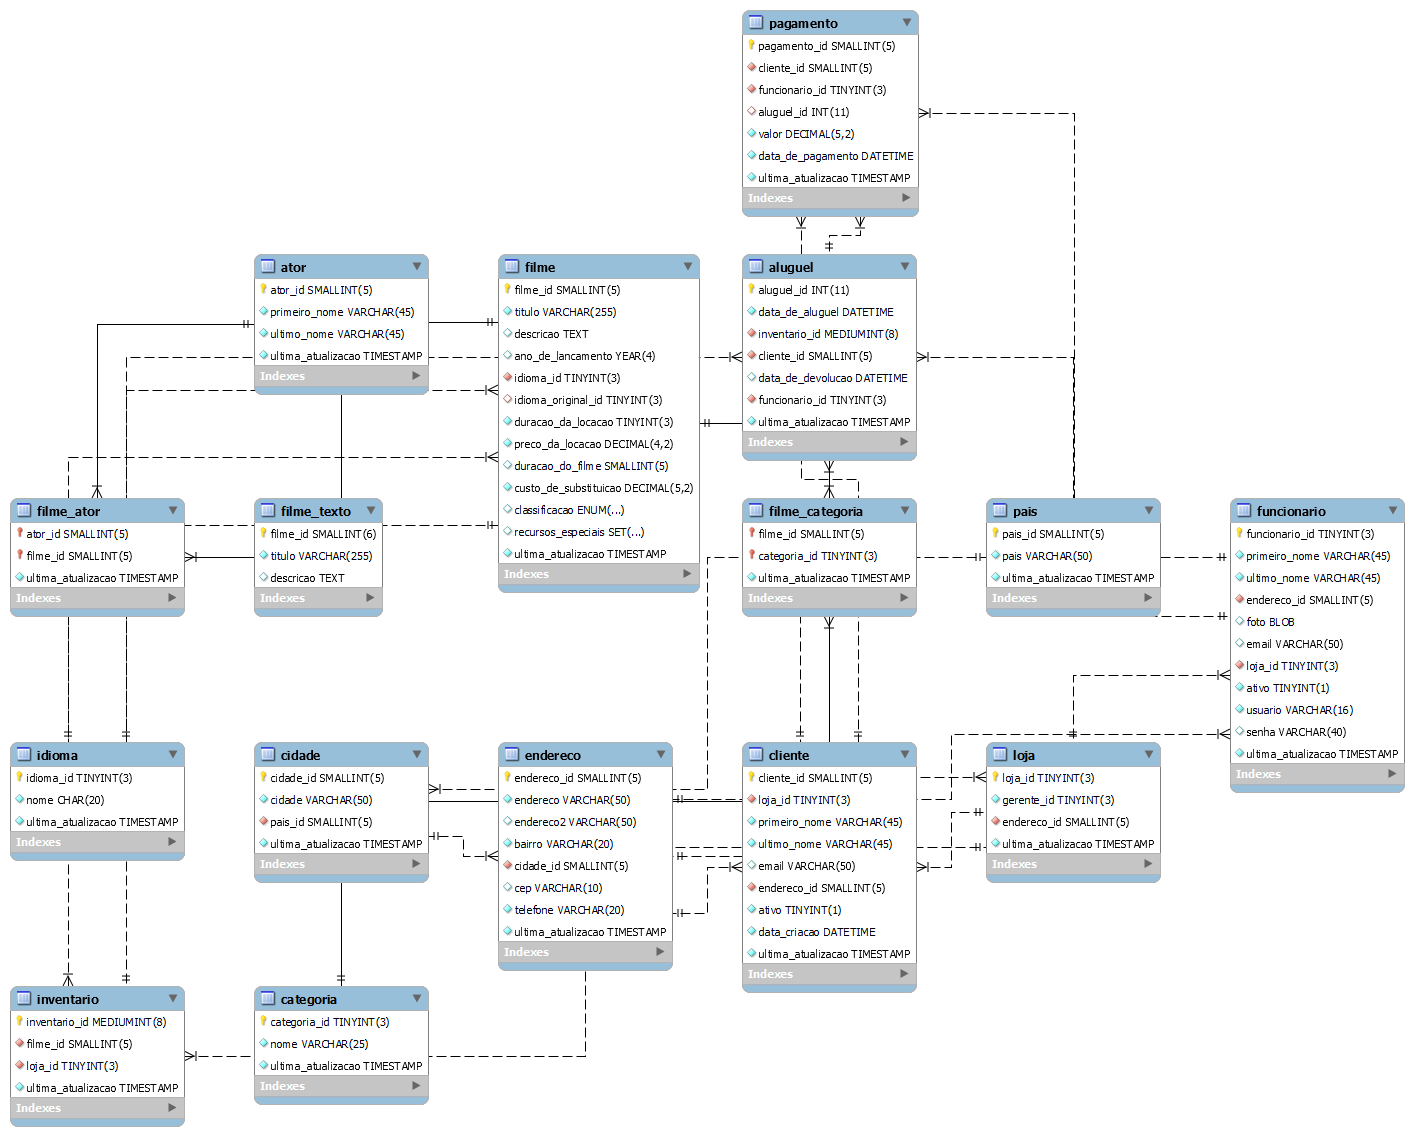 pagamento
pagamento_id SMALLINT(5)
cliente_id SMALLINT(5)
funcionario_id TINYINT(3)
aluguel_id INT(11)
valor DECIMAL(5,2)
data_de_pagamento DATETIME
ultima_atualizacao TIMESTAMP
Indexes
ator
ator_id SMALLINT(5)
primeiro_nome VARCHAR(45)
ultimo_nome VARCHAR(45)
ultima_atualizacao TIMESTAMP
Indexes
filme
filme_id SMALLINT(5)
titulo VARCHAR(255)
descricao TEXT
ano_de_lancamento YEAR(4)
idioma_id TINYINT(3)
idioma_original_id TINYINT(3)
duracao_da_locacao TINYINT(3)
preco_da_locacao DECIMAL(4,2)
duracao_do_filme SMALLINT(5)
custo_de_substituicao DECIMAL(5,2)
classificacao ENUM(...)
recursos_especiais SET(...)
ultima_atualizacao TIMESTAMP
Indexes
aluguel
aluguel_id INT(11)
data_de_aluguel DATETIME
inventario_id MEDIUMINT(8)
cliente_id SMALLINT(5)
data_de_devolucao DATETIME
funcionario_id TINYINT(3)
ultima_atualizacao TIMESTAMP
Indexes
filme_ator
ator_id SMALLINT(5)
filme_id SMALLINT(5)
ultima_atualizacao TIMESTAMP
Indexes
filme_texto
filme_id SMALLINT(6)
titulo VARCHAR(255)
descricao TEXT
Indexes
filme_categoria
filme_id SMALLINT(5)
categoria_id TINYINT(3)
ultima_atualizacao TIMESTAMP
Indexes
pais
pais_id SMALLINT(5)
pais VARCHAR(50)
ultima_atualizacao TIMESTAMP
Indexes
funcionario
funcionario_id TINYINT(3)
primeiro_nome VARCHAR(45)
ultimo_nome VARCHAR(45)
endereco_id SMALLINT(5)
foto BLOB
email VARCHAR(50)
loja_id TINYINT(3)
ativo TINYINT(1)
usuario VARCHAR(16)
senha VARCHAR(40)
ultima_atualizacao TIMESTAMP
Indexes
idioma
idioma_id TINYINT(3)
nome CHAR(20)
ultima_atualizacao TIMESTAMP
Indexes
cidade
cidade_id SMALLINT(5)
cidade VARCHAR(50)
pais_id SMALLINT(5)
ultima_atualizacao TIMESTAMP
Indexes
endereco
endereco_id SMALLINT(5)
endereco VARCHAR(50)
endereco2 VARCHAR(50)
bairro VARCHAR(20)
cidade_id SMALLINT(5)
cep VARCHAR(10)
telefone VARCHAR(20)
ultima_atualizacao TIMESTAMP
Indexes
cliente
cliente_id SMALLINT(5)
loja_id TINYINT(3)
primeiro_nome VARCHAR(45)
ultimo_nome VARCHAR(45)
email VARCHAR(50)
endereco_id SMALLINT(5)
ativo TINYINT(1)
data_criacao DATETIME
ultima_atualizacao TIMESTAMP
Indexes
loja
loja_id TINYINT(3)
gerente_id TINYINT(3)
endereco_id SMALLINT(5)
ultima_atualizacao TIMESTAMP
Indexes
inventario
inventario_id MEDIUMINT(8)
filme_id SMALLINT(5)
loja_id TINYINT(3)
ultima_atualizacao TIMESTAMP
Indexes
categoria
categoria_id TINYINT(3)
nome VARCHAR(25)
ultima_atualizacao TIMESTAMP
Indexes